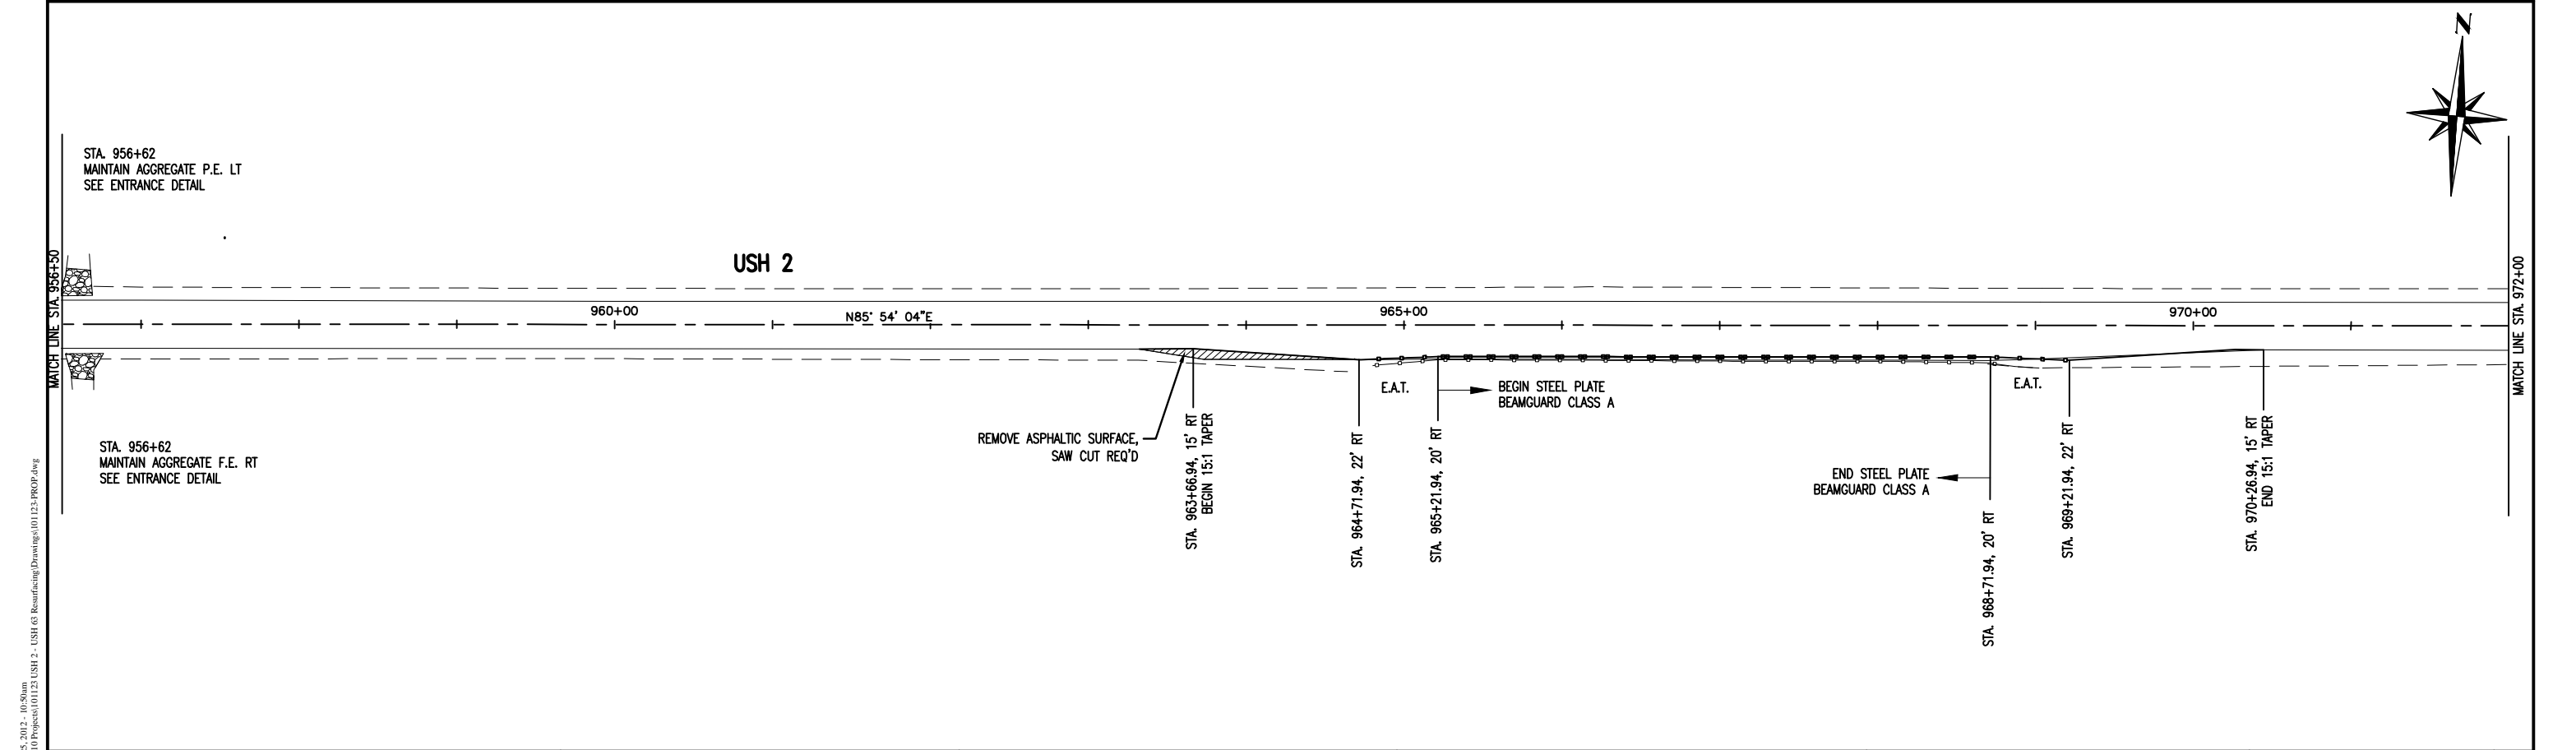 N
STA. 956+62
MAINTAIN AGGREGATE P.E. LT
SEE ENTRANCE DETAIL
USH 2
MATCH LINE STA. 956+50
960+00
N85° 54' 04"E
965+00
970+00
MATCH LINE STA. 972+00
E.A.T.
BEGIN STEEL PLATE
BEAMGUARD CLASS A
E.A.T.
REMOVE ASPHALTIC SURFACE,
SAW CUT REQ'D
STA. 956+62
MAINTAIN AGGREGATE F.E. RT
SEE ENTRANCE DETAIL
STA. 963+66.94, 15' RT
BEGIN 15:1 TAPER
STA. 964+71.94, 22' RT
STA. 965+21.94, 20' RT
END STEEL PLATE
BEAMGUARD CLASS A
STA. 968+71.94, 20' RT
STA. 969+21.94, 22' RT
STA. 970+26.94, 15' RT
END 15:1 TAPER
5, 2012 - 10:50am
10 Projects\101123 USH 2 - USH 63 Resurfacing\Drawings\101123-PROP.dwg